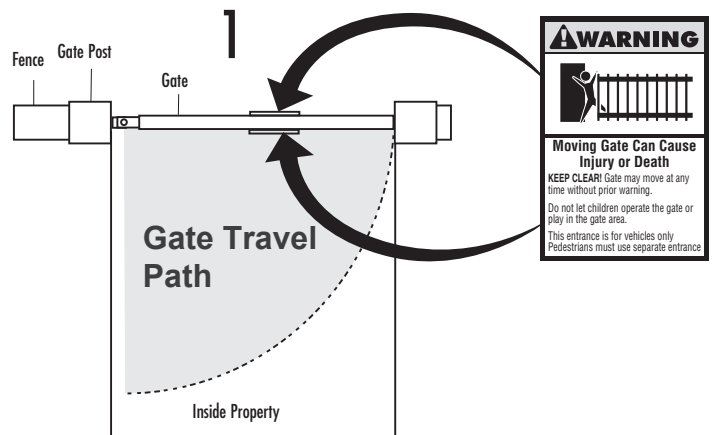 1
Fence
Gate Post
Gate
Gate Travel
Path
Inside Property
WARNING
Moving Gate Can Cause
Injury or Death
KEEP CLEAR! Gate may move at any
time without prior warning.
Do not let children operate the gate or
play in the gate area.
This entrance is for vehicles only
Pedestrians must use separate entrance